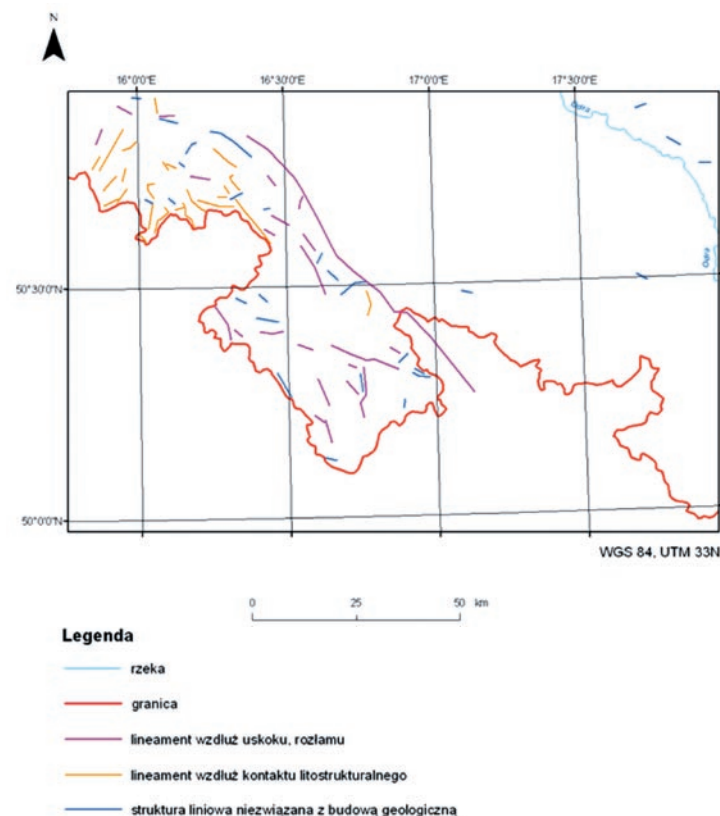 N
16°0'0"E 16°30'0"E 17°0'0"E 17°30'0"E
Odra
Odra
50°30'0"N
50°0'0"N
WGS 84, UTM 33N
0 25 50 km
Legenda
rzeka
granica
lineament wzdłuż uskoku, rozłamu
lineament wzdłuż kontaktu litostrukturalnego
struktura liniowa niezwiązana z budową geologiczną